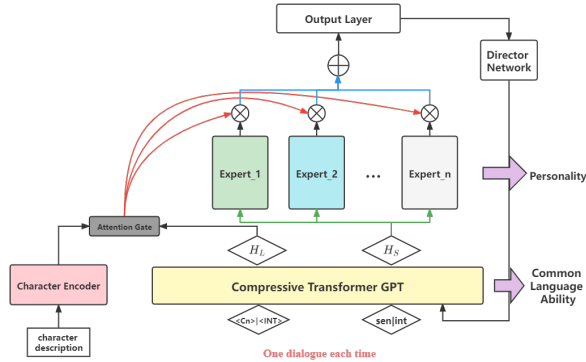 Output Layer
Director
Network
Expert_1
Expert_2
...
Expert_n
Personality
Attention Gate
H_L
H_S
Character Encoder
Compressive Transformer GPT
Common
Language
Ability
<Cn>|<INT>
sen|int
character
description
One dialogue each time